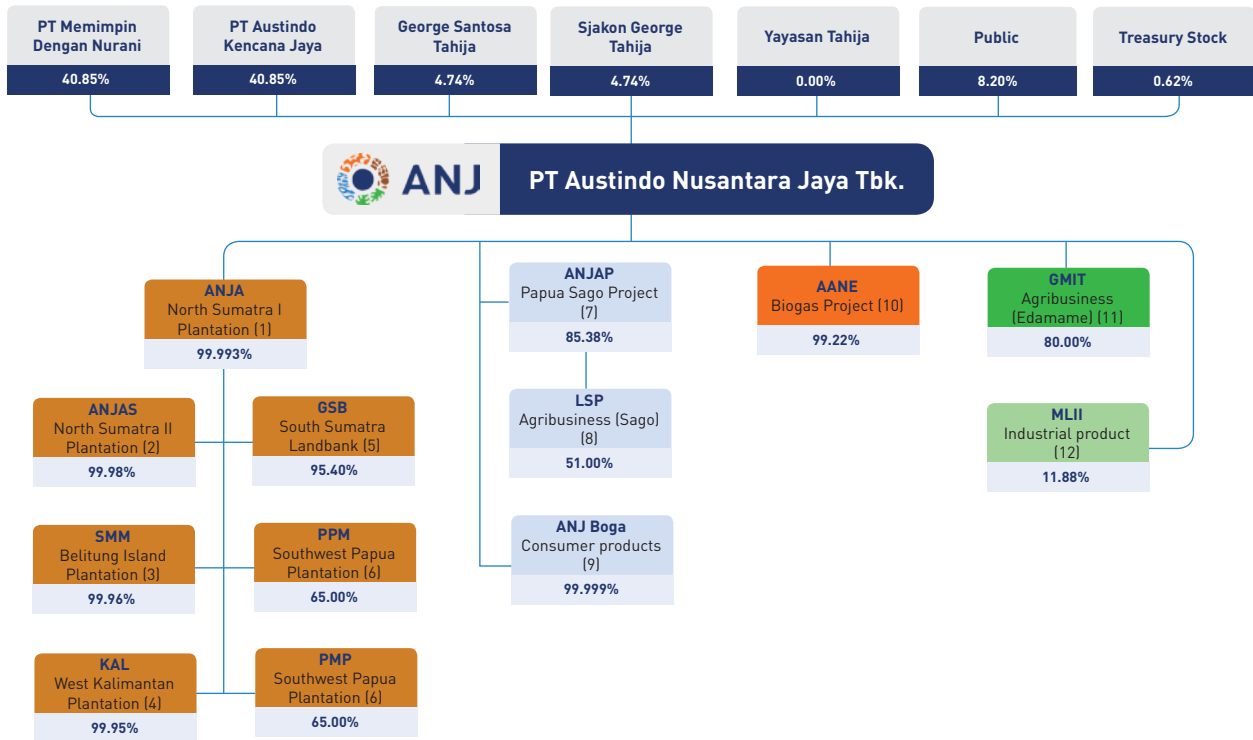 PT Memimpin
Dengan Nurani
40.85%
PT Austindo
Kencana Jaya
40.85%
George Santosa
Tahija
4.74%
Sjakon George
Tahija
4.74%
Yayasan Tahija
0.00%
Public
8.20%
Treasury Stock
0.62%
ANJ
PT Austindo Nusantara Jaya Tbk.
ANJA
North Sumatra I
Plantation (1)
99.993%
ANJAS
North Sumatra II
Plantation (2)
99.98%
GSB
South Sumatra
Landbank (5)
95.40%
SMM
Belitung Island
Plantation (3)
99.96%
PPM
Southwest Papua
Plantation (6)
65.00%
KAL
West Kalimantan
Plantation (4)
99.95%
PMP
Southwest Papua
Plantation (6)
65.00%
ANJAP
Papua Sago Project
(7)
85.38%
LSP
Agribusiness (Sago)
(8)
51.00%
ANJ Boga
Consumer products
(9)
99.999%
AANE
Biogas Project (10)
99.22%
GMIT
Agribusiness
(Edamame) (11)
80.00%
MLII
Industrial product
(12)
11.88%